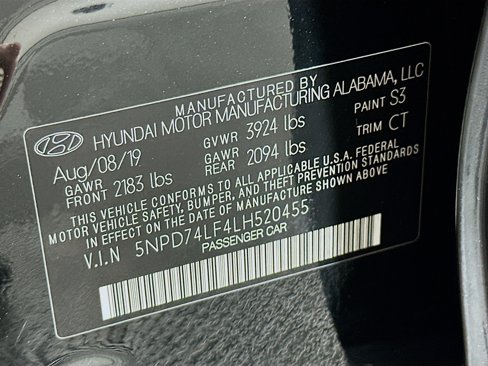 MANUFACTURED BY
HYUNDAI MOTOR MANUFACTURING ALABAMA, LLC
Aug/08/19 GVWR 3924 lbs PAINT S3
GAWR FRONT 2183 lbs GAWR REAR 2094 lbs TRIM CT
THIS VEHICLE CONFORMS TO ALL APPLICABLE U.S.A. FEDERAL
MOTOR VEHICLE SAFETY, BUMPER, AND THEFT PREVENTION STANDARDS
IN EFFECT ON THE DATE OF MANUFACTURE SHOWN ABOVE
V.I.N 5NPD74LF4LH520455
PASSENGER CAR